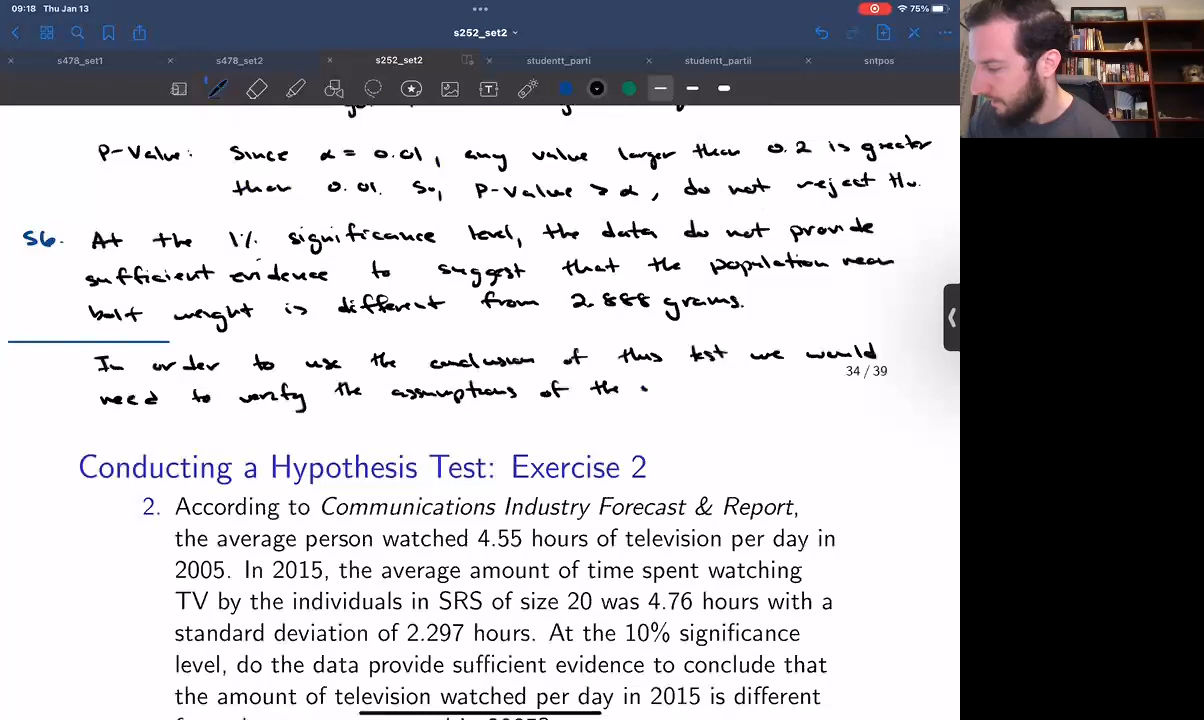 09:18 Thu Jan 13
75%
s252_set2
s478_set1
s478_set2
s252_set2
studentt_parti
studentt_partii
sntpos
P-Value: Since α = 0.01, any value larger than 0.2 is greater
than 0.01. So, P-Value > α, do not reject H0.
S6. At the 1% significance level, the data do not provide
sufficient evidence to suggest that the population mean
bolt weight is different from 2.888 grams.
In order to use the conclusion of this test we would
34 / 39
need to verify the assumptions of the
Conducting a Hypothesis Test: Exercise 2
2. According to Communications Industry Forecast & Report,
the average person watched 4.55 hours of television per day in
2005. In 2015, the average amount of time spent watching
TV by the individuals in SRS of size 20 was 4.76 hours with a
standard deviation of 2.297 hours. At the 10% significance
level, do the data provide sufficient evidence to conclude that
the amount of television watched per day in 2015 is different